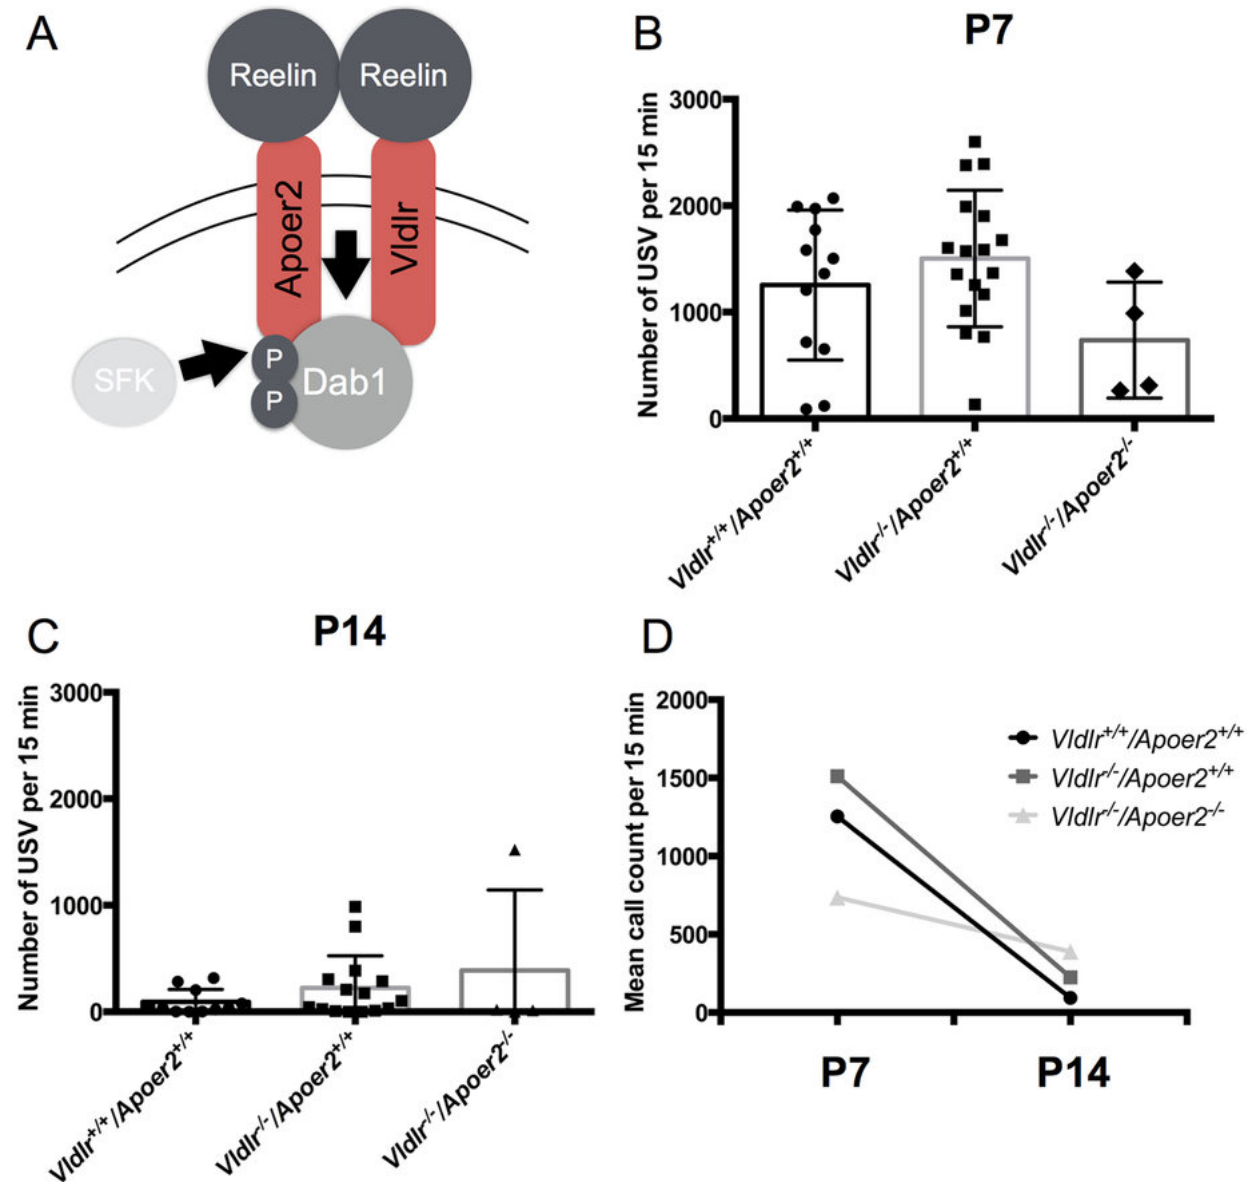 A
Reelin Reelin
Apoer2
Vldlr
SFK
P
P
Dab1
B
P7
Number of USV per 15 min
3000
2000
1000
0
Vldlr+/+/Apoer2+/+
Vldlr-/-/Apoer2+/+
Vldlr-/-/Apoer2-/-
C
P14
Number of USV per 15 min
3000
2000
1000
0
Vldlr+/+/Apoer2+/+
Vldlr-/-/Apoer2+/+
Vldlr-/-/Apoer2-/-
D
Mean call count per 15 min
2000
1500
1000
500
0
Vldlr+/+/Apoer2+/+
Vldlr-/-/Apoer2+/+
Vldlr-/-/Apoer2-/-
P7 P14